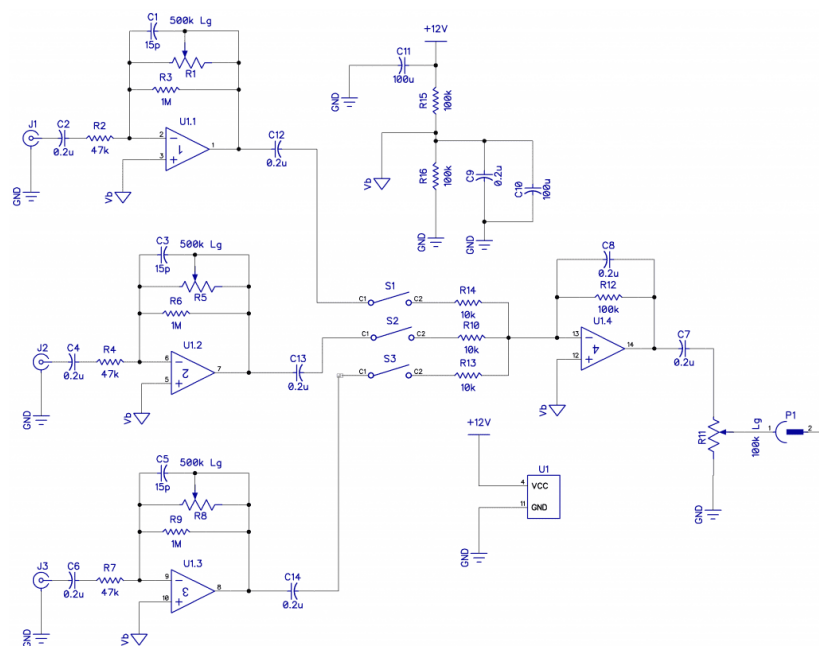 C1 500k Lg
15p
R1
R3
1M
J1
C2
0.2u
R2
47k
U1.1
2
3
1
1
C12
0.2u
GND
Vb
+12V
C11
100u
GND
R15
100k
Vb
R16
100k
C9
0.2u
C10
100u
GND
GND
C3 500k Lg
15p
R5
R6
1M
J2
C4
0.2u
R4
47k
U1.2
6
5
2
7
C13
0.2u
GND
Vb
S1
C1
C2
R14
10k
S2
C1
C2
R10
10k
S3
C1
C2
R13
10k
C8
0.2u
R12
100k
U1.4
13
12
4
14
C7
0.2u
Vb
R11
100k Lg
P1
1
2
GND
+12V
U1
4
VCC
11
GND
GND
C5 500k Lg
15p
R8
R9
1M
J3
C6
0.2u
R7
47k
U1.3
9
10
3
8
C14
0.2u
GND
Vb